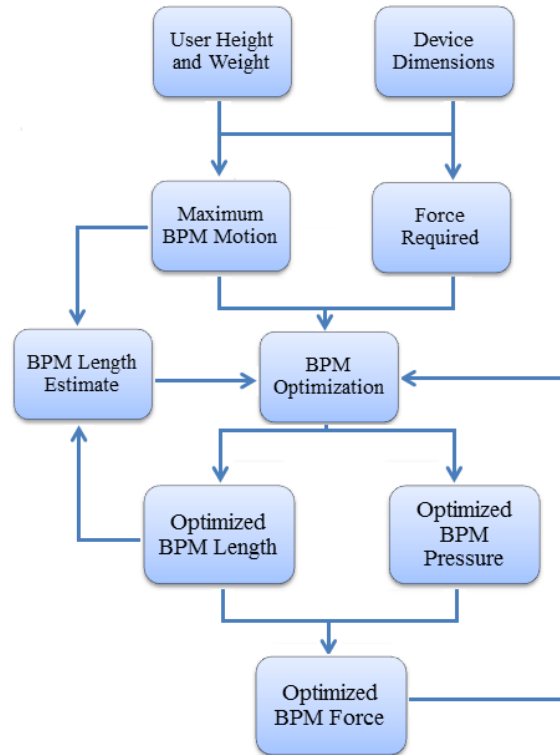 User Height
and Weight
Device
Dimensions
Maximum
BPM Motion
Force
Required
BPM Length
Estimate
BPM
Optimization
Optimized
BPM Length
Optimized
BPM
Pressure
Optimized
BPM Force